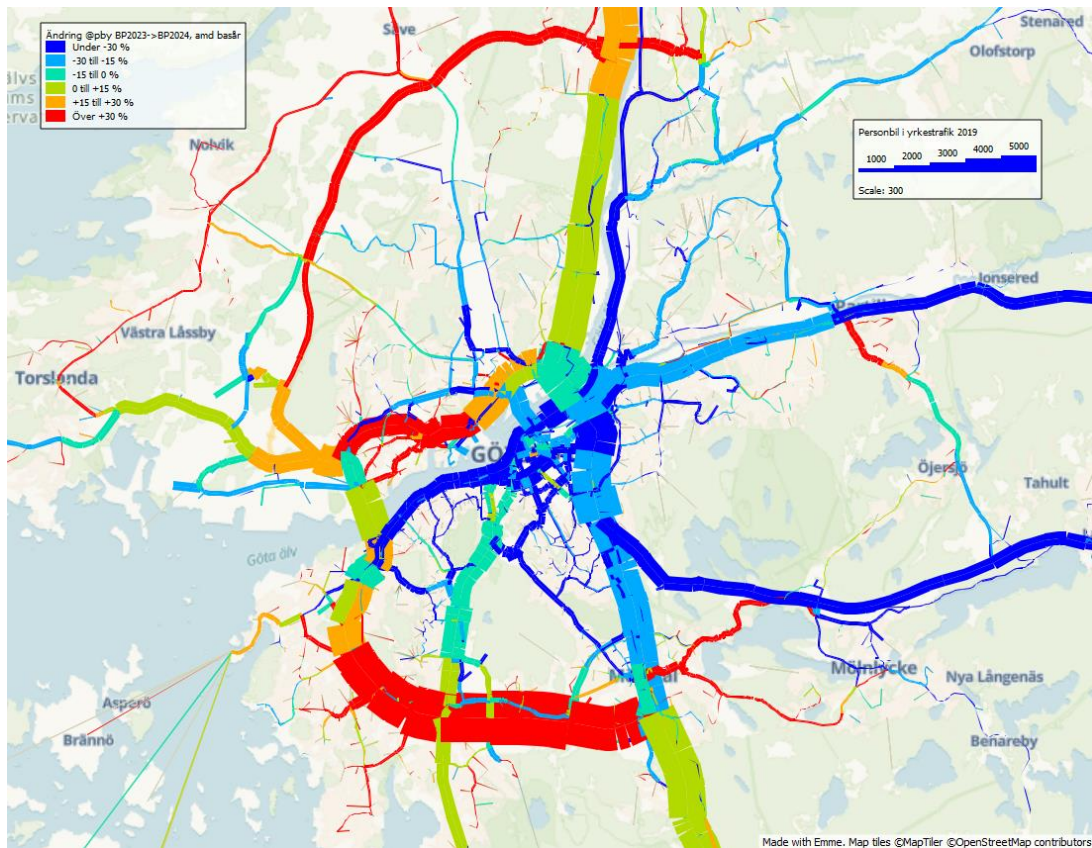 Ändring @pby BP2023->BP2024, amd basår
Under -30 %
-30 till -15 %
-15 till 0 %
0 till +15 %
+15 till +30 %
Över +30 %
Save
Stenared
Olofstorp
Personbil i yrkestrafik 2019
1000 2000 3000 4000 5000
Scale: 300
Nolvik
Jonsered
Västra Låssby
Torslanda
GÖ
Öjersjö
Tahult
Göta älv
Mölnlycke
Nya Långenäs
Asperö
Brännö
Benareby
Made with Emme. Map tiles ©MapTiler ©OpenStreetMap contributors